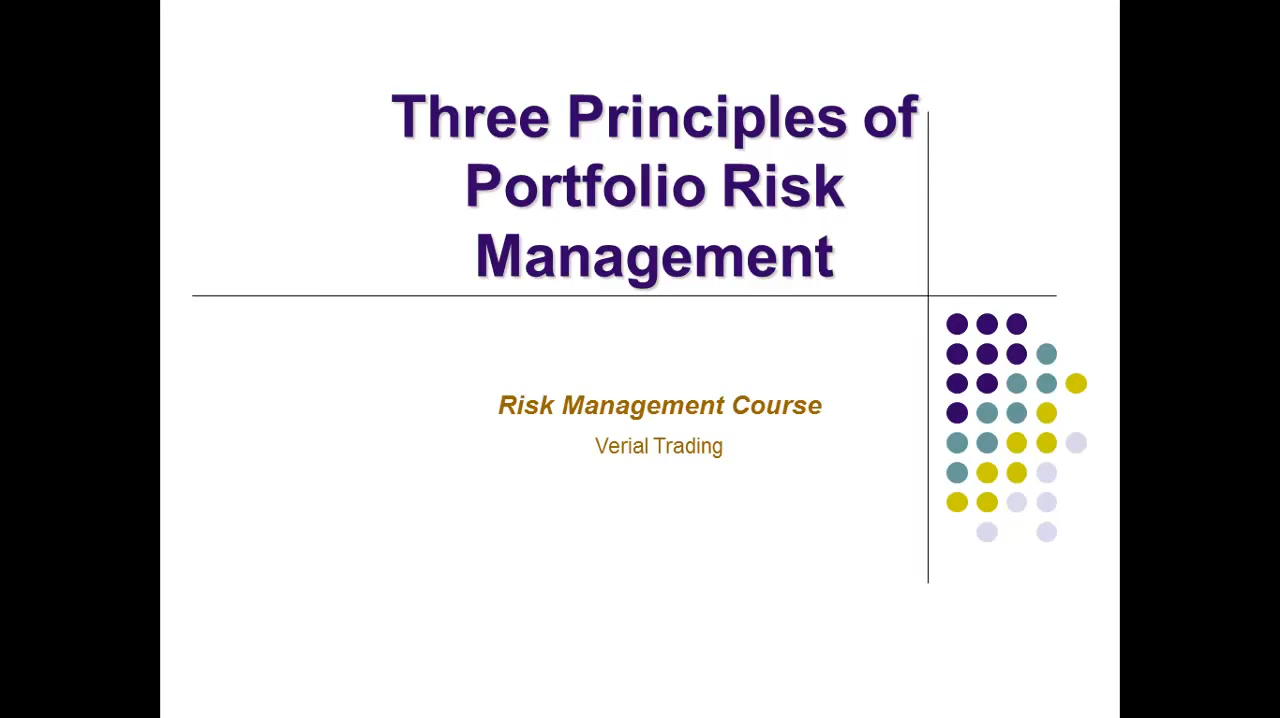 Three Principles of
Portfolio Risk
Management
Risk Management Course
Verial Trading